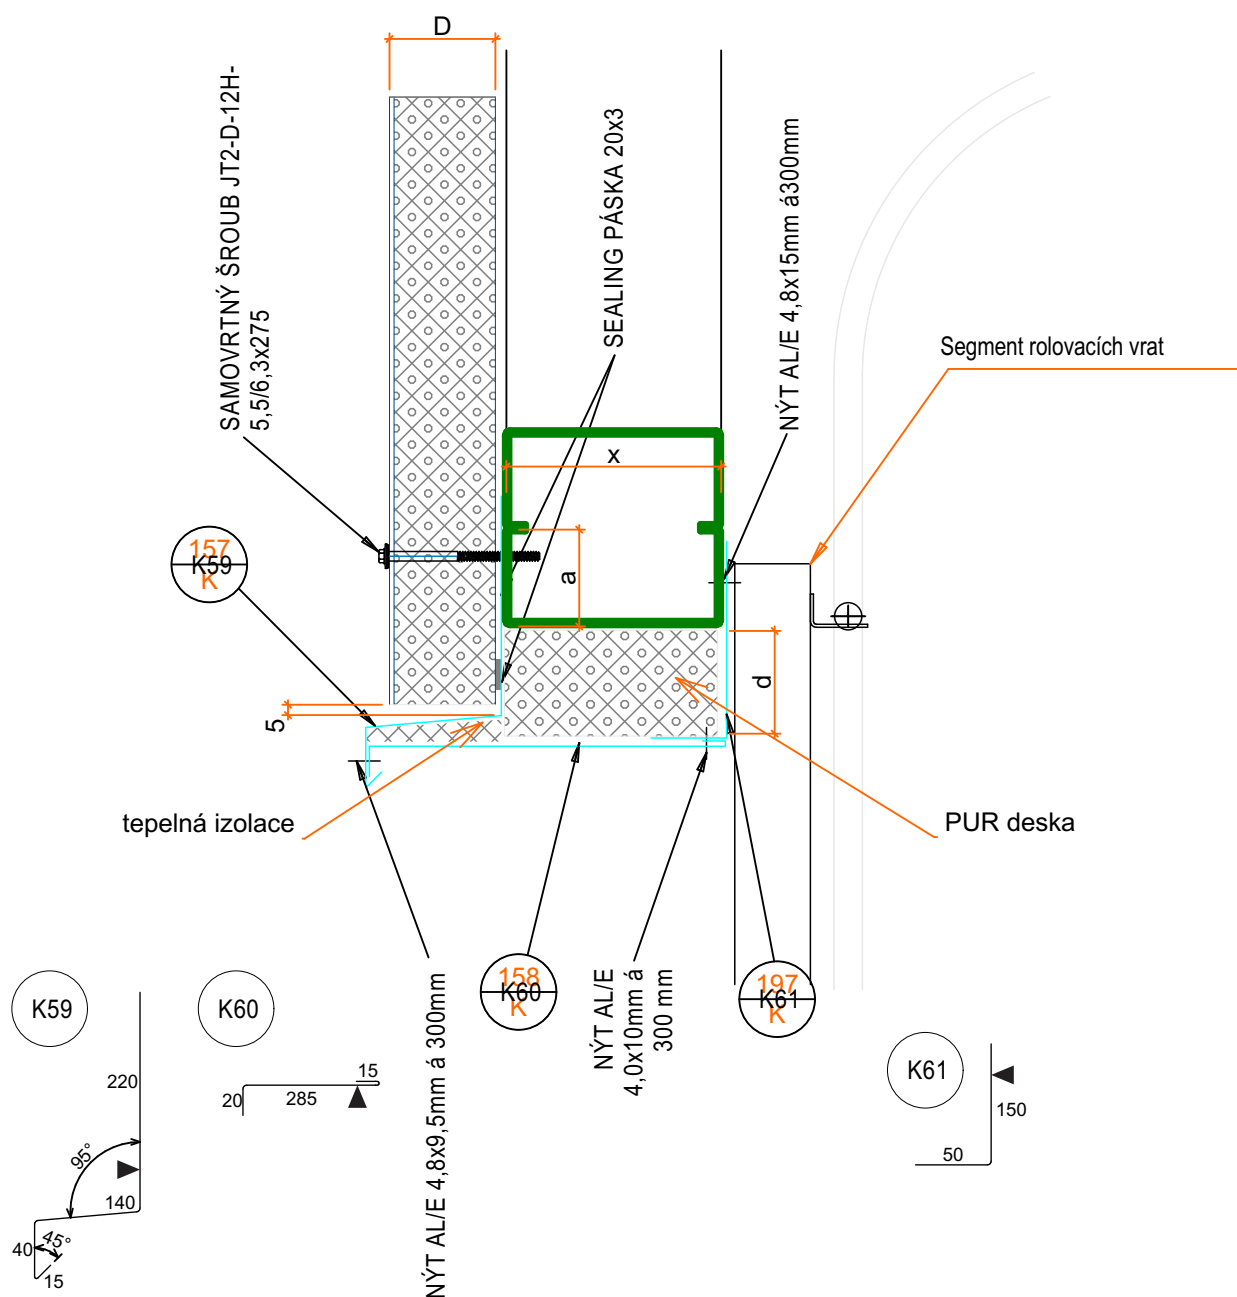 D
SAMOVRTNÝ ŠROUB JT2-D-12H-
5,5/6,3x275
SEALING PÁSKA 20x3
NÝT AL/E 4,8x15mm á300mm
Segment rolovacích vrat
x
157
K59
K
a
d
5
tepelná izolace
PUR deska
NÝT AL/E 4,8x9,5mm á 300mm
158
K60
K
NÝT AL/E
4,0x10mm á
300 mm
197
K61
K
K59
220
95°
140
40
45°
15
K60
15
20
285
K61
150
50